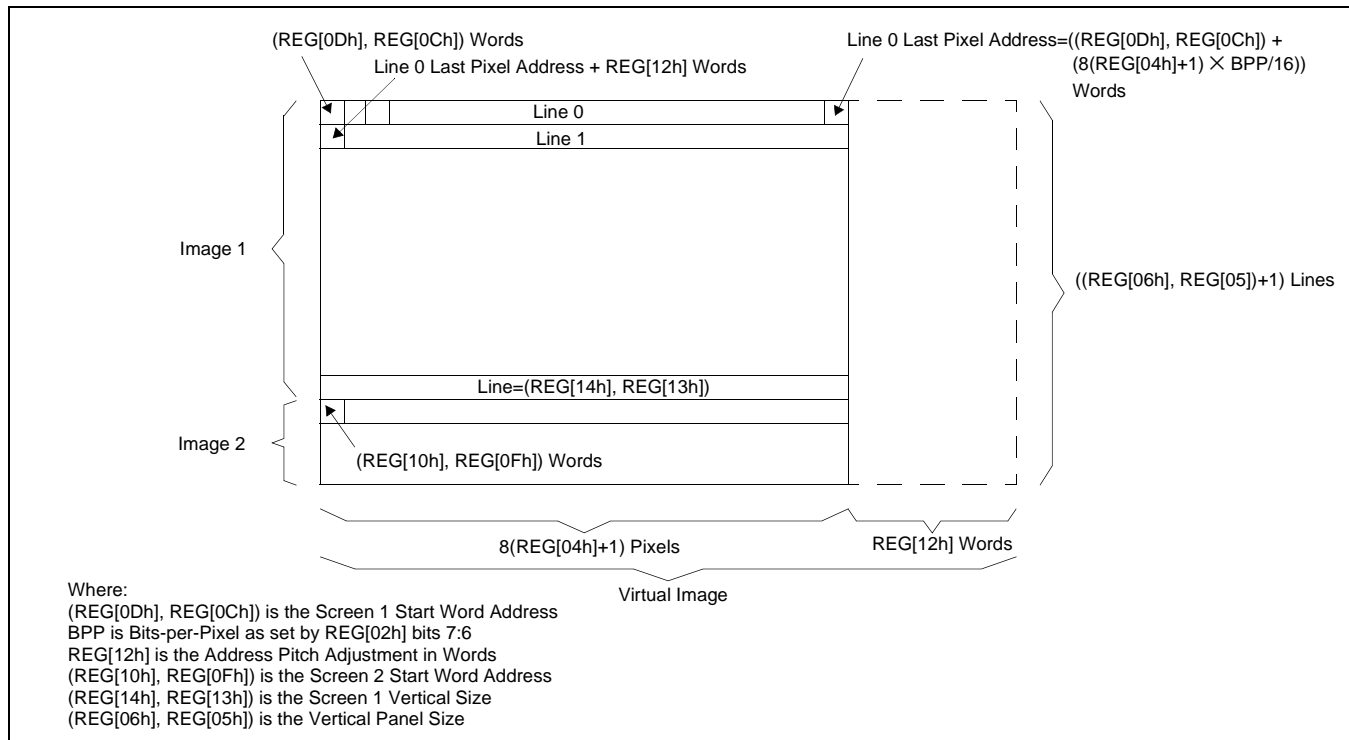 (REG[0Dh], REG[0Ch]) Words
Line 0 Last Pixel Address=((REG[0Dh], REG[0Ch]) +
(8(REG[04h]+1) × BPP/16))
Words
Line 0 Last Pixel Address + REG[12h] Words
Line 0
Line 1
Image 1
((REG[06h], REG[05])+1) Lines
Line=(REG[14h], REG[13h])
Image 2
(REG[10h], REG[0Fh]) Words
8(REG[04h]+1) Pixels
REG[12h] Words
Virtual Image
Where:
(REG[0Dh], REG[0Ch]) is the Screen 1 Start Word Address
BPP is Bits-per-Pixel as set by REG[02h] bits 7:6
REG[12h] is the Address Pitch Adjustment in Words
(REG[10h], REG[0Fh]) is the Screen 2 Start Word Address
(REG[14h], REG[13h]) is the Screen 1 Vertical Size
(REG[06h], REG[05h]) is the Vertical Panel Size